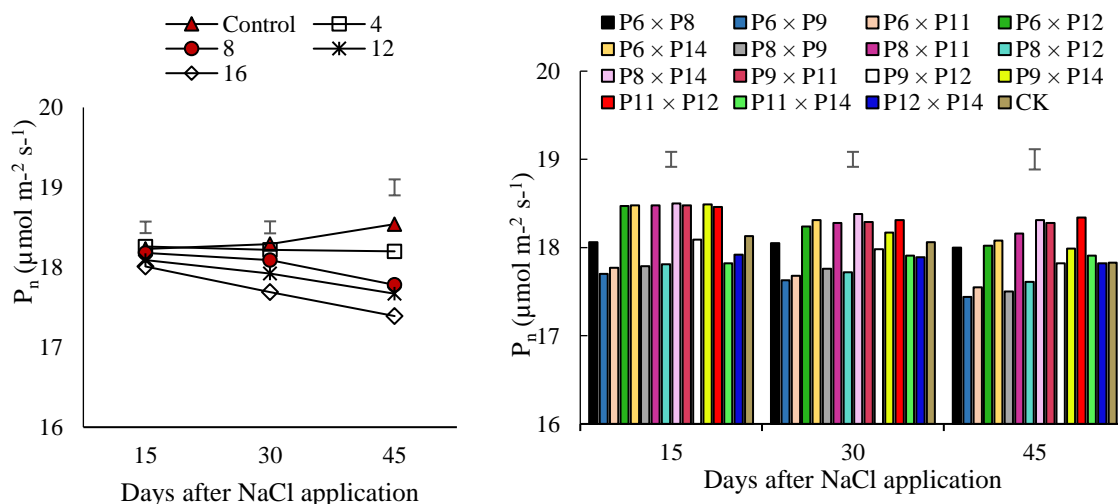 Control 4
8 12
16
20
19
18
17
16
Pn (µmol m-² s-¹)
15 30 45
Days after NaCl application
P6 × P8 P6 × P9 P6 × P11 P6 × P12
P6 × P14 P8 × P9 P8 × P11 P8 × P12
P8 × P14 P9 × P11 P9 × P12 P9 × P14
P11 × P12 P11 × P14 P12 × P14 CK
20
19
18
17
16
Pn (µmol m-² s-¹)
15 30 45
Days after NaCl application